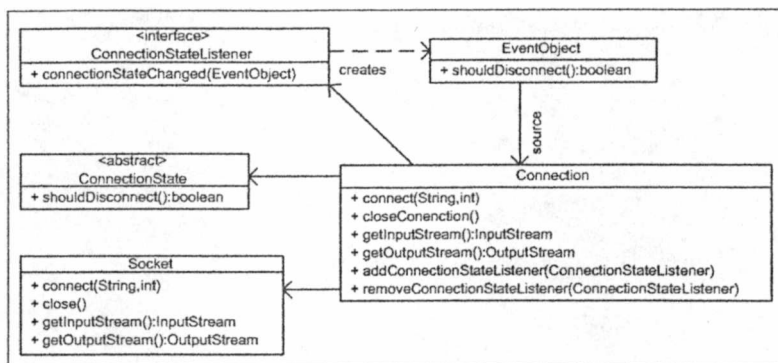 <interface>
ConnectionStateListener
+ connectionStateChanged(EventObject)
creates
EventObject
+ shouldDisconnect():boolean
source
<abstract>
ConnectionState
+ shouldDisconnect():boolean
Connection
+ connect(String,int)
+ closeConenction()
+ getInputStream():InputStream
+ getOutputStream():OutputStream
+ addConnectionStateListener(ConnectionStateListener)
+ removeConnectionStateListener(ConnectionStateListener)
Socket
+ connect(String,int)
+ close()
+ getInputStream():InputStream
+ getOutputStream():OutputStream